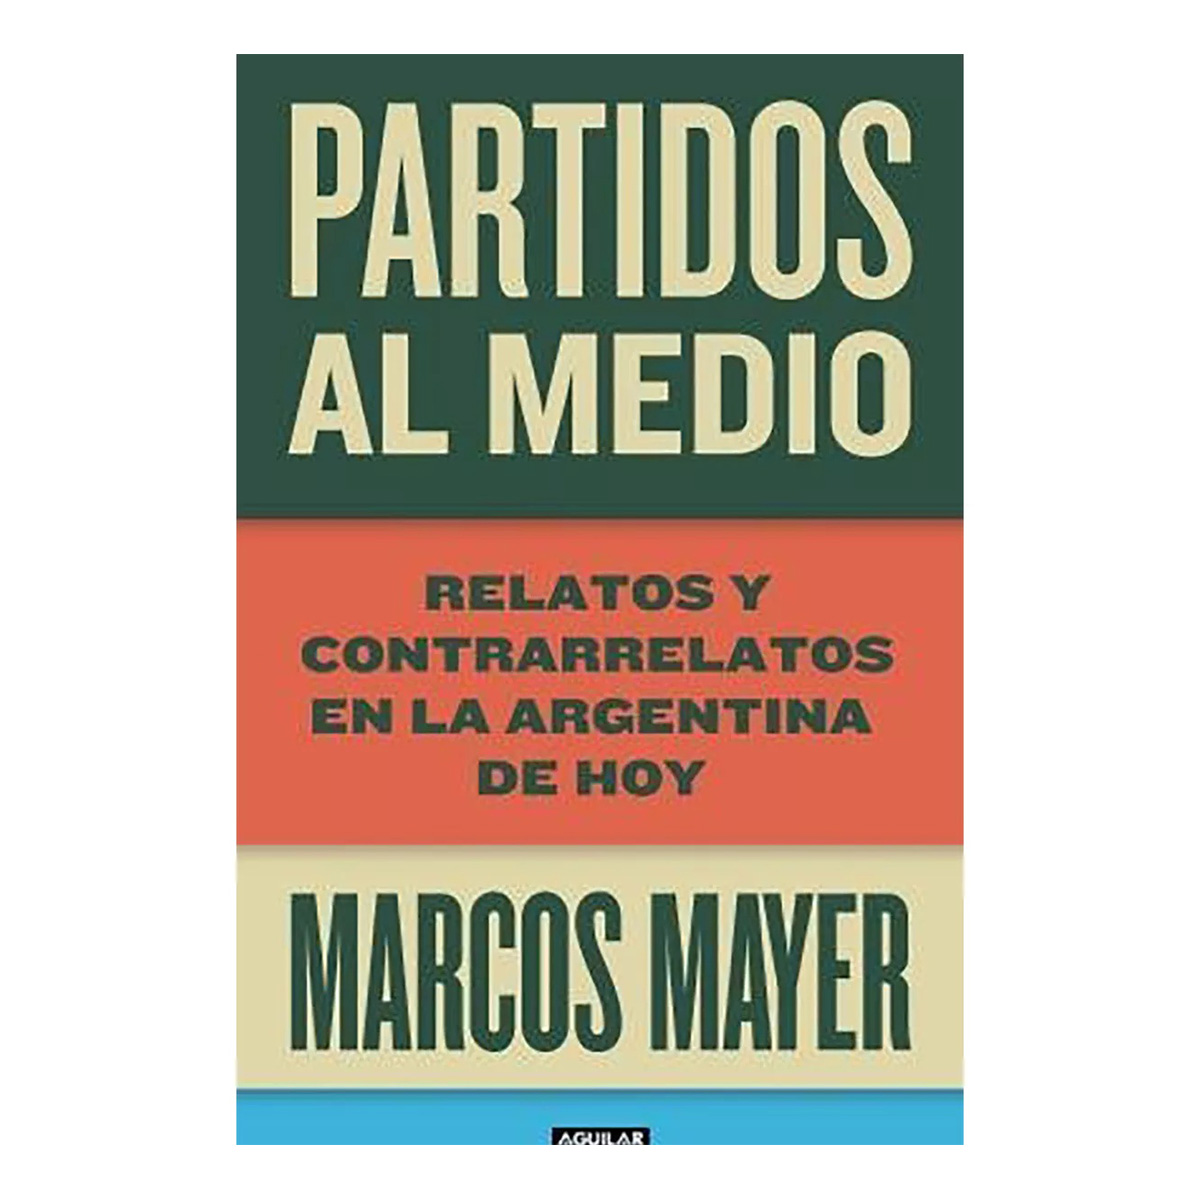 PARTIDOS
AL MEDIO
RELATOS Y
CONTRARRELATOS
EN LA ARGENTINA
DE HOY
MARCOS MAYER
AGUILAR